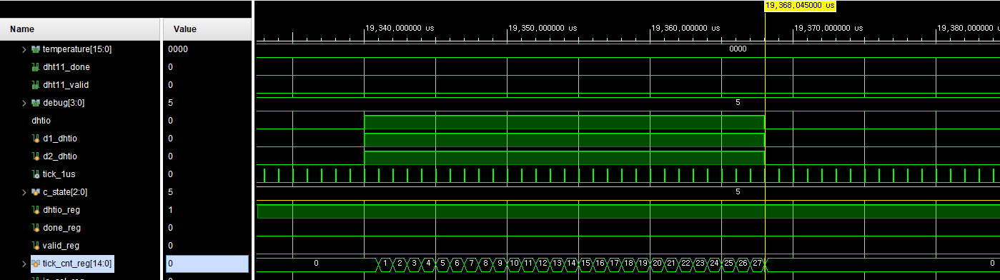 19,368.045000 us
Name Value
19,340.000000 us 19,350.000000 us 19,360.000000 us 19,370.000000 us 19,380.000000 us
temperature[15:0] 0000 0000
dht11_done 0
dht11_valid 0
debug[3:0] 5 5
dhtio 0
d1_dhtio 0
d2_dhtio 0
tick_1us 0
c_state[2:0] 5 5
dhtio_reg 1
done_reg 0
valid_reg 0
tick_cnt_reg[14:0] 0 0 1 2 3 4 5 6 7 8 9 10 11 12 13 14 15 16 17 18 19 20 21 22 23 24 25 26 27 0